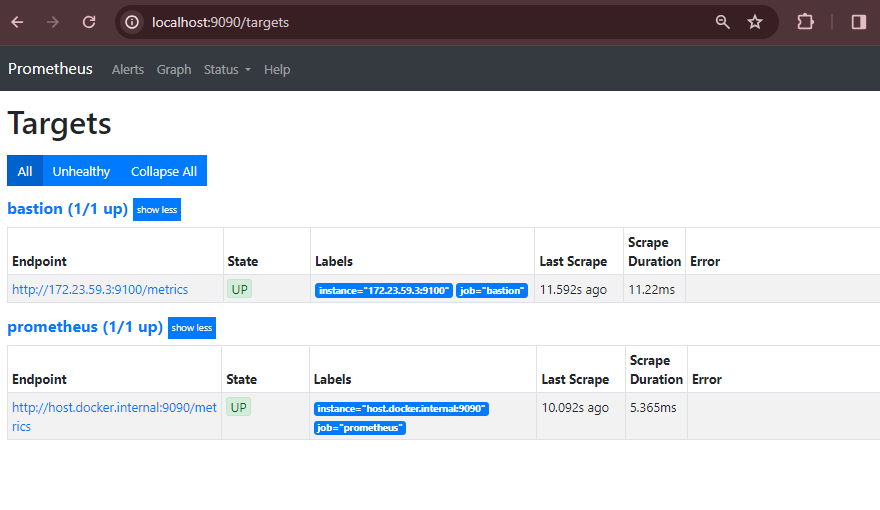 localhost:9090/targets
Prometheus Alerts Graph Status Help
Targets
All Unhealthy Collapse All
bastion (1/1 up) show less
Endpoint State Labels Last Scrape Scrape Duration Error
http://172.23.59.3:9100/metrics UP instance="172.23.59.3:9100" job="bastion" 11.592s ago 11.22ms
prometheus (1/1 up) show less
Endpoint State Labels Last Scrape Scrape Duration Error
http://host.docker.internal:9090/metrics UP instance="host.docker.internal:9090" job="prometheus" 10.092s ago 5.365ms